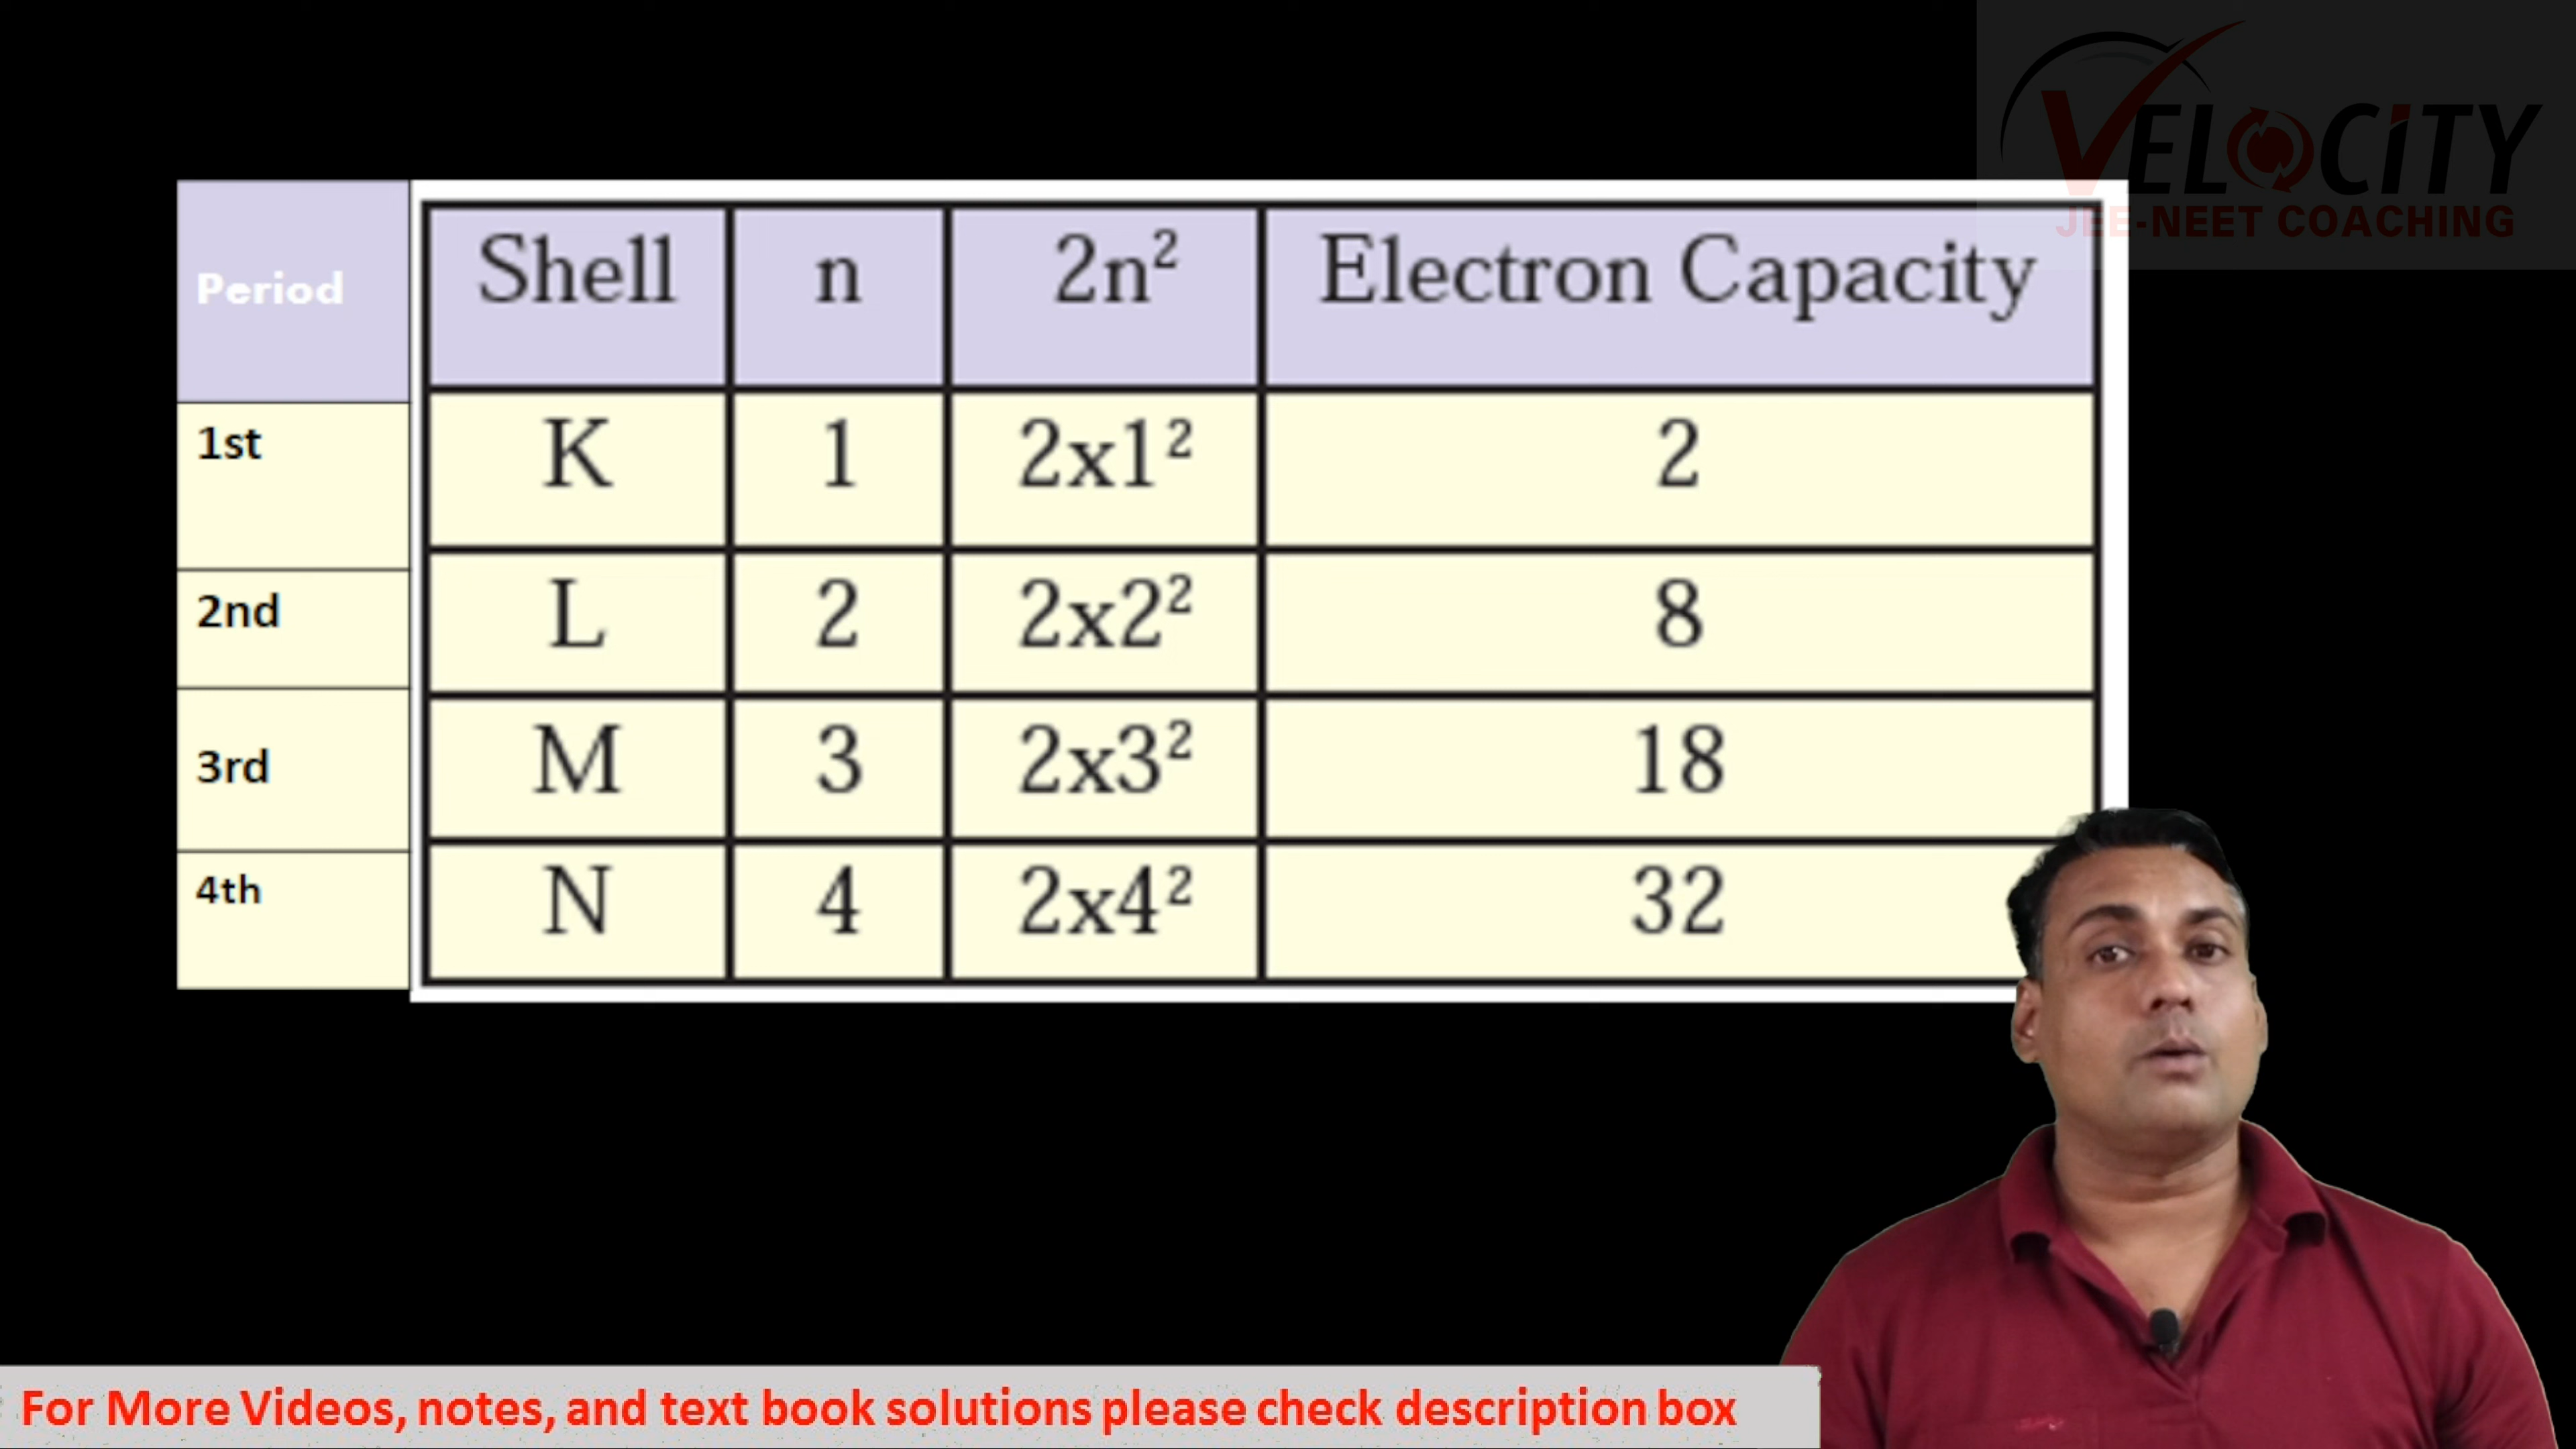 VELOCITY
JEE-NEET COACHING
Period Shell n 2n² Electron Capacity
1st K 1 2x1² 2
2nd L 2 2x2² 8
3rd M 3 2x3² 18
4th N 4 2x4² 32
For More Videos, notes, and text book solutions please check description box